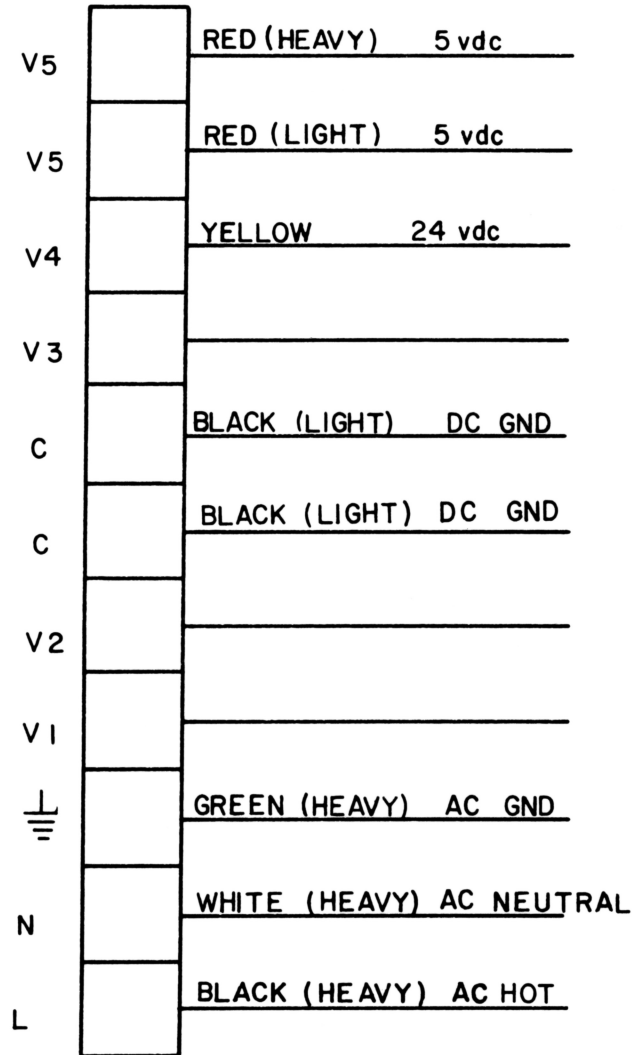 V5 RED (HEAVY) 5 vdc
V5 RED (LIGHT) 5 vdc
V4 YELLOW 24 vdc
V3
C BLACK (LIGHT) DC GND
C BLACK (LIGHT) DC GND
V2
V1
GREEN (HEAVY) AC GND
N WHITE (HEAVY) AC NEUTRAL
L BLACK (HEAVY) AC HOT